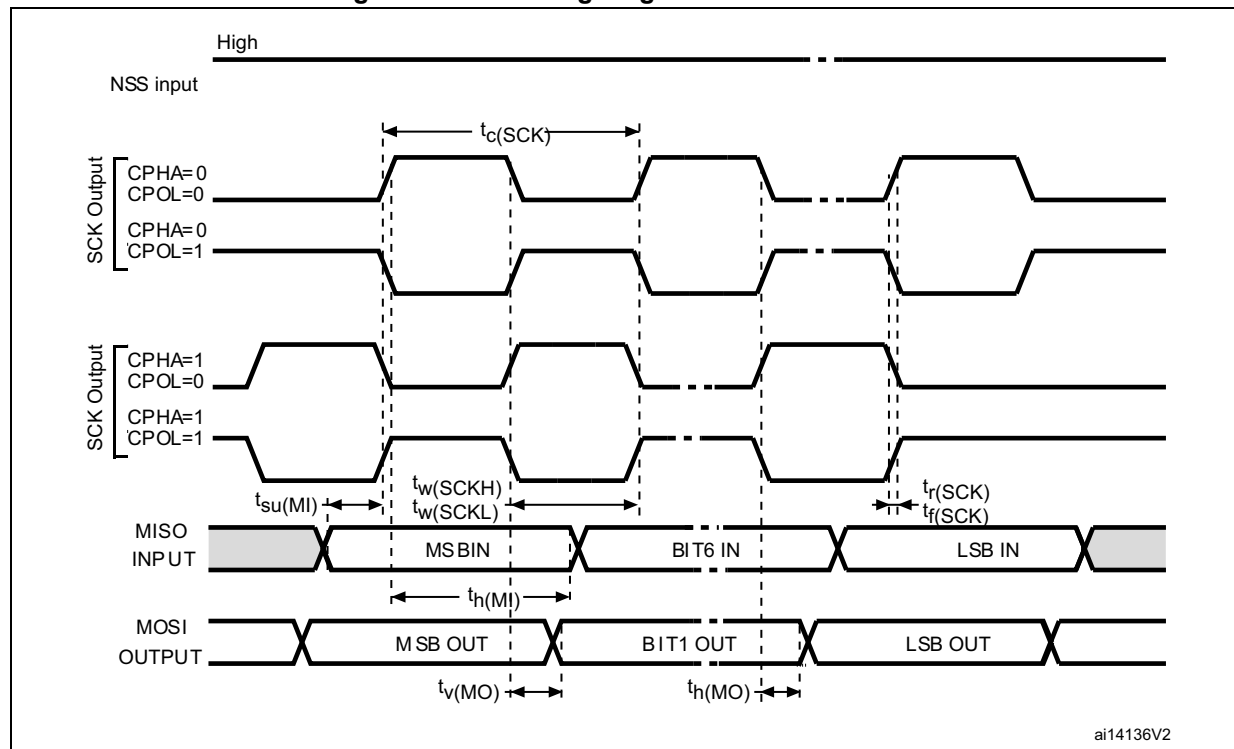 High
NSS input
tc(SCK)
SCK Output
CPHA=0
CPOL=0
CPHA=0
CPOL=1
SCK Output
CPHA=1
CPOL=0
CPHA=1
CPOL=1
tsu(MI)
tw(SCKH)
tw(SCKL)
tr(SCK)
tf(SCK)
MISO
INPUT
MSBIN
BIT6 IN
LSB IN
th(MI)
MOSI
OUTPUT
MSB OUT
BIT1 OUT
LSB OUT
tv(MO)
th(MO)
ai14136V2